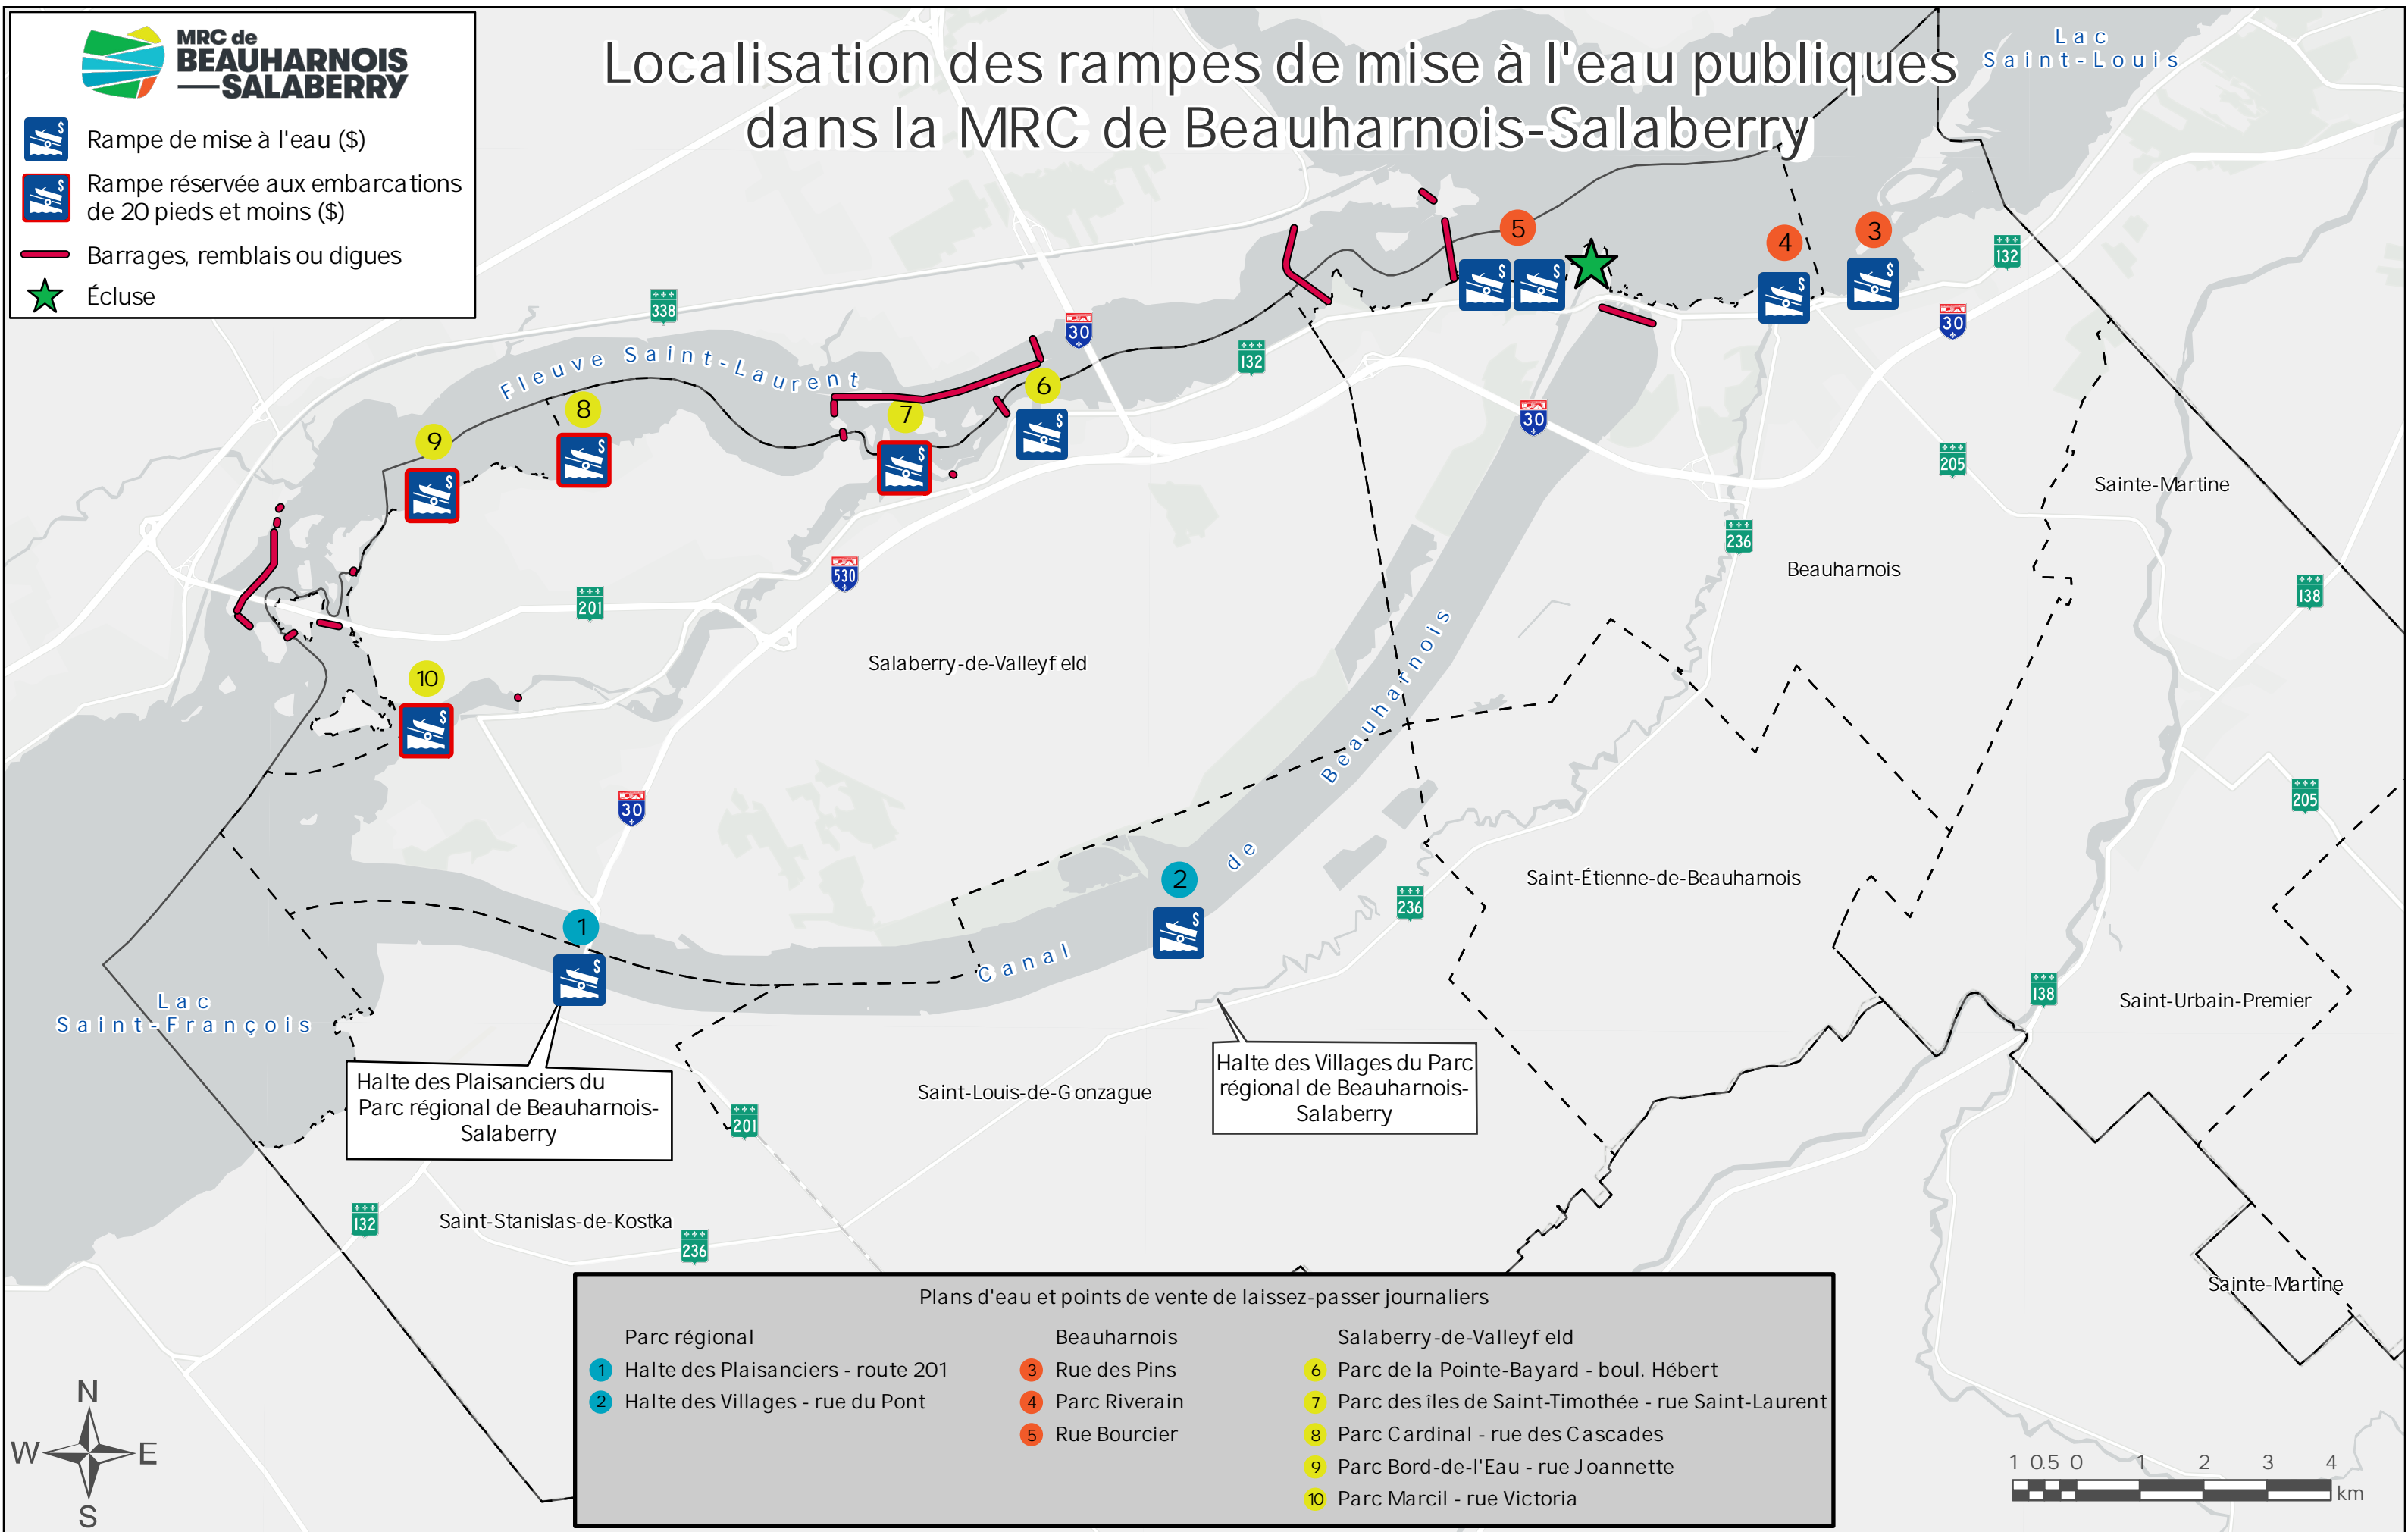 MRC de
BEAUHARNOIS
SALABERRY
Rampe de mise à l'eau ($)
Rampe réservée aux embarcations
de 20 pieds et moins ($)
Barrages, remblais ou digues
Écluse
Localisation des rampes de mise à l'eau publiques
dans la MRC de Beauharnois-Salaberry
Lac
Saint-Louis
5
4
3
132
338
30
30
132
Fleuve Saint-Laurent
6
7
8
9
30
205
Sainte-Martine
236
530
201
Beauharnois
138
Salaberry-de-Valleyfield
10
30
205
Canal de Beauharnois
2
236
Saint-Étienne-de-Beauharnois
1
138
Lac
Saint-François
Saint-Urbain-Premier
Halte des Plaisanciers du
Parc régional de Beauharnois-
Salaberry
Halte des Villages du Parc
régional de Beauharnois-
Salaberry
Saint-Louis-de-Gonzague
201
132
Saint-Stanislas-de-Kostka
236
Sainte-Martine
Plans d'eau et points de vente de laissez-passer journaliers
Parc régional
1 Halte des Plaisanciers - route 201
2 Halte des Villages - rue du Pont
Beauharnois
3 Rue des Pins
4 Parc Riverain
5 Rue Bourcier
Salaberry-de-Valleyfield
6 Parc de la Pointe-Bayard - boul. Hébert
7 Parc des îles de Saint-Timothée - rue Saint-Laurent
8 Parc Cardinal - rue des Cascades
9 Parc Bord-de-l'Eau - rue Joannette
10 Parc Marcil - rue Victoria
N
W E
S
1 0.5 0 1 2 3 4
km